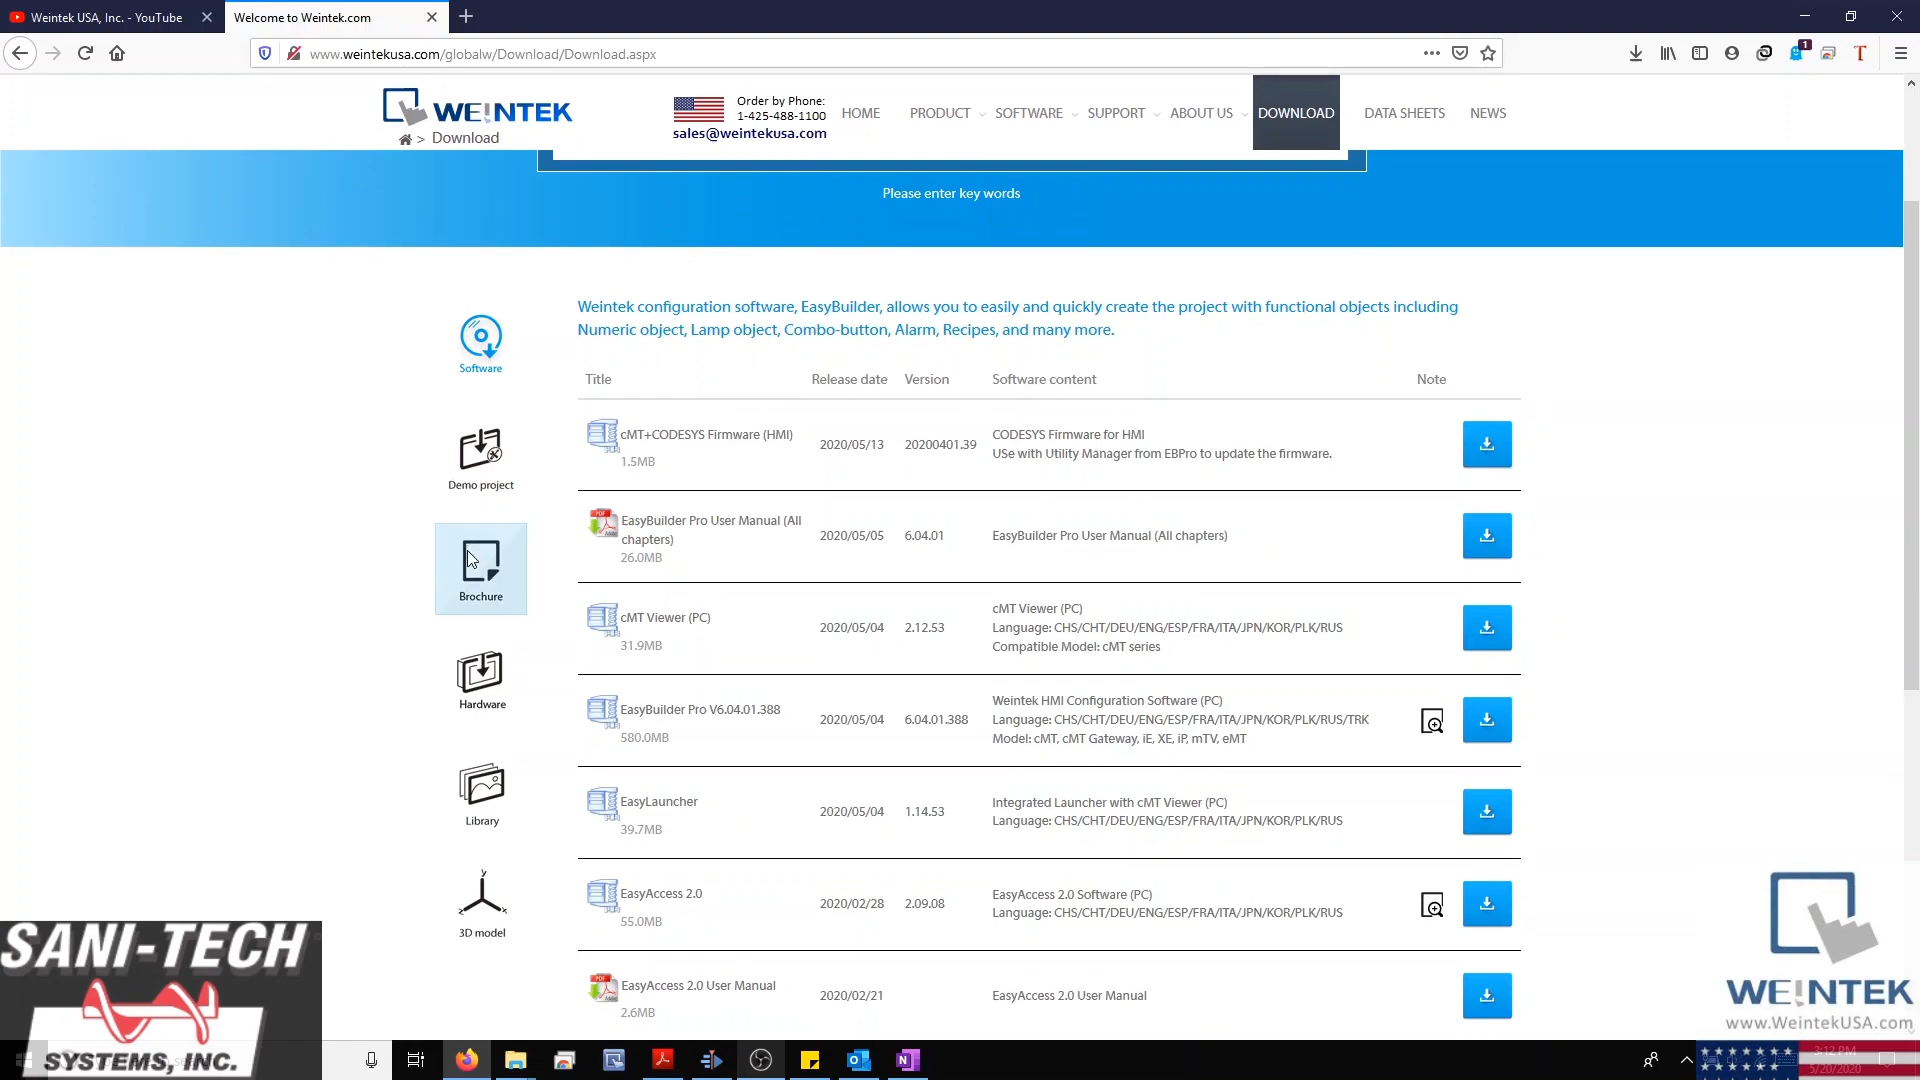 Weintek USA, Inc. - YouTube
Welcome to Weintek.com
www.weintekusa.com/globalw/Download/Download.aspx
1
T
WEINTEK
> Download
Order by Phone:
1-425-488-1100
sales@weintekusa.com
HOME
PRODUCT
SOFTWARE
SUPPORT
ABOUT US
DOWNLOAD
DATA SHEETS
NEWS
Please enter key words
Weintek configuration software, EasyBuilder, allows you to easily and quickly create the project with functional objects including
Numeric object, Lamp object, Combo-button, Alarm, Recipes, and many more.
Software
Demo project
Brochure
Hardware
Library
y
z
x
3D model
Title
Release date
Version
Software content
Note
cMT+CODESYS Firmware (HMI)
1.5MB
2020/05/13
20200401.39
CODESYS Firmware for HMI
USe with Utility Manager from EBPro to update the firmware.
PDF
EasyBuilder Pro User Manual (All
chapters)
26.0MB
2020/05/05
6.04.01
EasyBuilder Pro User Manual (All chapters)
cMT Viewer (PC)
31.9MB
2020/05/04
2.12.53
cMT Viewer (PC)
Language: CHS/CHT/DEU/ENG/ESP/FRA/ITA/JPN/KOR/PLK/RUS
Compatible Model: cMT series
EasyBuilder Pro V6.04.01.388
580.0MB
2020/05/04
6.04.01.388
Weintek HMI Configuration Software (PC)
Language: CHS/CHT/DEU/ENG/ESP/FRA/ITA/JPN/KOR/PLK/RUS/TRK
Model: cMT, cMT Gateway, iE, XE, iP, mTV, eMT
EasyLauncher
39.7MB
2020/05/04
1.14.53
Integrated Launcher with cMT Viewer (PC)
Language: CHS/CHT/DEU/ENG/ESP/FRA/ITA/JPN/KOR/PLK/RUS
EasyAccess 2.0
55.0MB
2020/02/28
2.09.08
EasyAccess 2.0 Software (PC)
Language: CHS/CHT/DEU/ENG/ESP/FRA/ITA/JPN/KOR/PLK/RUS
PDF
EasyAccess 2.0 User Manual
2.6MB
2020/02/21
EasyAccess 2.0 User Manual
SANI-TECH
SYSTEMS, INC.
WE!NTEK
www.WeintekUSA.com
3:12 PM
5/20/2020